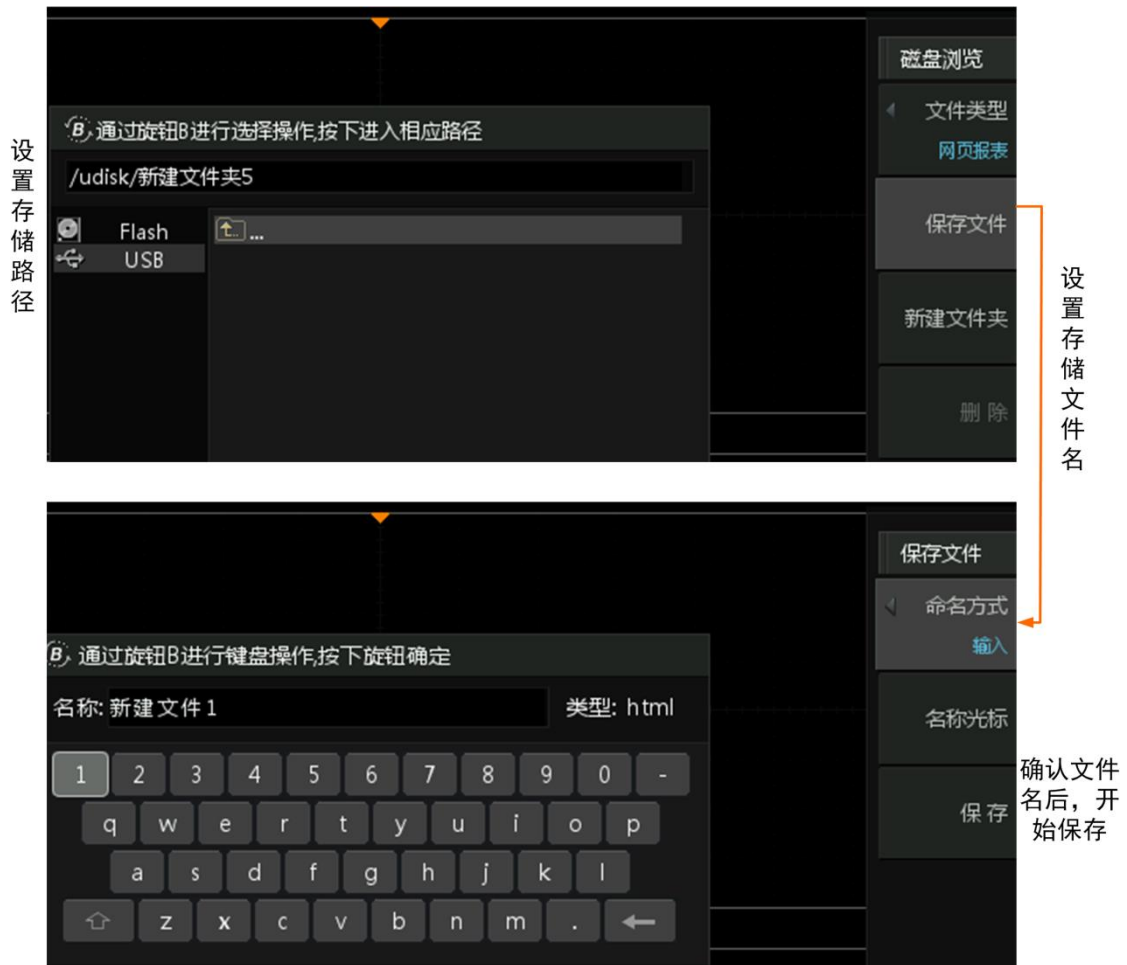 磁盘浏览
文件类型
网页报表
保存文件
新建文件夹
删 除
B 通过旋钮B进行选择操作,按下进入相应路径
/udisk/新建文件夹5
Flash
...
USB
设置存储路径
设置存储文件名
保存文件
命名方式
输入
名称光标
保 存
B 通过旋钮B进行键盘操作,按下旋钮确定
名称: 新建文件1 类型: html
1 2 3 4 5 6 7 8 9 0 -
q w e r t y u i o p
a s d f g h j k l
z x c v b n m .
确认文件
名后，开
始保存